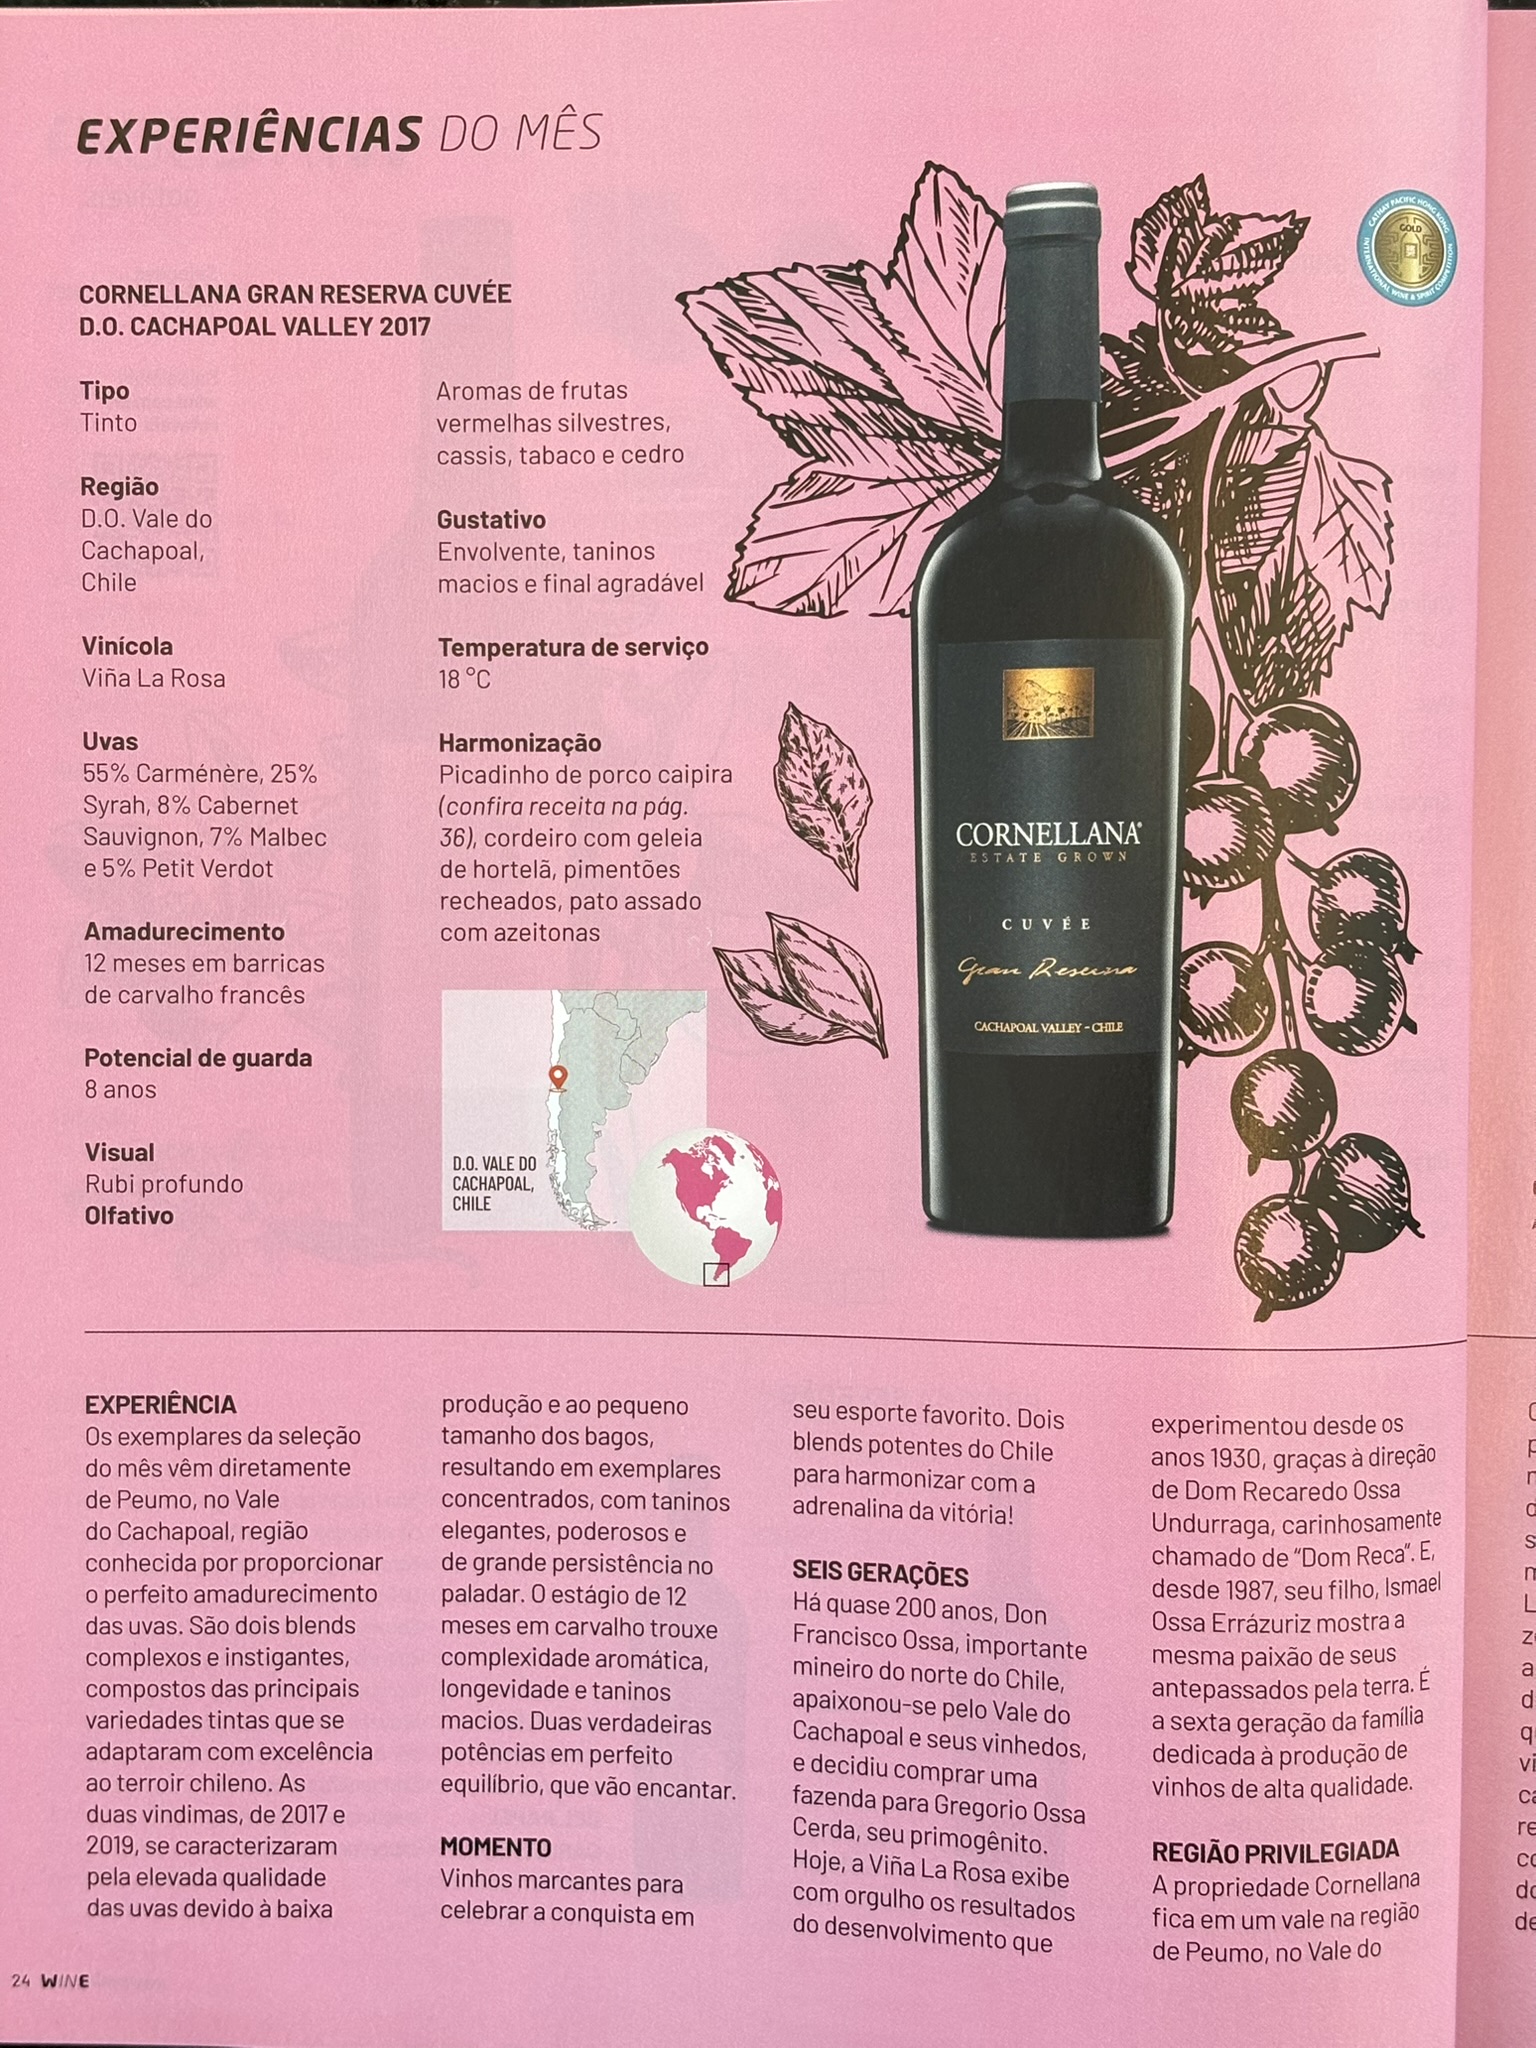 EXPERIÊNCIAS DO MÊS
CORNELLANA GRAN RESERVA CUVÉE
D.O. CACHAPOAL VALLEY 2017
Tipo
Tinto
Região
D.O. Vale do
Cachapoal,
Chile
Vinícola
Viña La Rosa
Uvas
55% Carménère, 25%
Syrah, 8% Cabernet
Sauvignon, 7% Malbec
e 5% Petit Verdot
Amadurecimento
12 meses em barricas
de carvalho francês
Potencial de guarda
8 anos
Visual
Rubi profundo
Olfativo
Aromas de frutas
vermelhas silvestres,
cassis, tabaco e cedro
Gustativo
Envolvente, taninos
macios e final agradável
Temperatura de serviço
18 °C
Harmonização
Picadinho de porco caipira
(confira receita na pág.
36), cordeiro com geleia
de hortelã, pimentões
recheados, pato assado
com azeitonas
D.O. VALE DO
CACHAPOAL,
CHILE
CATHAY PACIFIC HONG KONG
GOLD
INTERNATIONAL WINE & SPIRIT COMPETITION
CORNELLANA®
ESTATE GROWN
CUVÉE
Gran Reserva
CACHAPOAL VALLEY - CHILE
EXPERIÊNCIA
Os exemplares da seleção
do mês vêm diretamente
de Peumo, no Vale
do Cachapoal, região
conhecida por proporcionar
o perfeito amadurecimento
das uvas. São dois blends
complexos e instigantes,
compostos das principais
variedades tintas que se
adaptaram com excelência
ao terroir chileno. As
duas vindimas, de 2017 e
2019, se caracterizaram
pela elevada qualidade
das uvas devido à baixa
produção e ao pequeno
tamanho dos bagos,
resultando em exemplares
concentrados, com taninos
elegantes, poderosos e
de grande persistência no
paladar. O estágio de 12
meses em carvalho trouxe
complexidade aromática,
longevidade e taninos
macios. Duas verdadeiras
potências em perfeito
equilíbrio, que vão encantar.
MOMENTO
Vinhos marcantes para
celebrar a conquista em
seu esporte favorito. Dois
blends potentes do Chile
para harmonizar com a
adrenalina da vitória!
SEIS GERAÇÕES
Há quase 200 anos, Don
Francisco Ossa, importante
mineiro do norte do Chile,
apaixonou-se pelo Vale do
Cachapoal e seus vinhedos,
e decidiu comprar uma
fazenda para Gregorio Ossa
Cerda, seu primogênito.
Hoje, a Viña La Rosa exibe
com orgulho os resultados
do desenvolvimento que
experimentou desde os
anos 1930, graças à direção
de Dom Recaredo Ossa
Undurraga, carinhosamente
chamado de "Dom Reca". E,
desde 1987, seu filho, Ismael
Ossa Errázuriz mostra a
mesma paixão de seus
antepassados pela terra. É
a sexta geração da família
dedicada à produção de
vinhos de alta qualidade.
REGIÃO PRIVILEGIADA
A propriedade Cornellana
fica em um vale na região
de Peumo, no Vale do
24 WINE